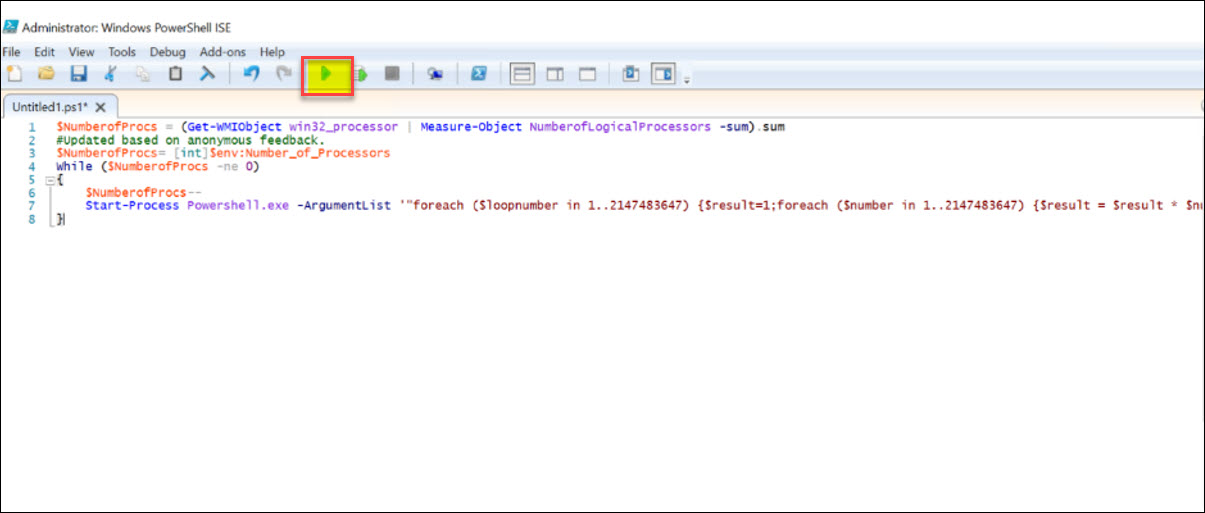 Administrator: Windows PowerShell ISE
File Edit View Tools Debug Add-ons Help
Untitled1.ps1* X
1 $NumberofProcs = (Get-WMIObject win32_processor | Measure-Object NumberofLogicalProcessors -sum).sum
2 #Updated based on anonymous feedback.
3 $NumberofProcs= [int]$env:Number_of_Processors
4 While ($NumberofProcs -ne 0)
5 {
6 $NumberofProcs--
7 Start-Process Powershell.exe -ArgumentList '"foreach ($loopnumber in 1..2147483647) {$result=1;foreach ($number in 1..2147483647) {$result = $result * $nu
8 }